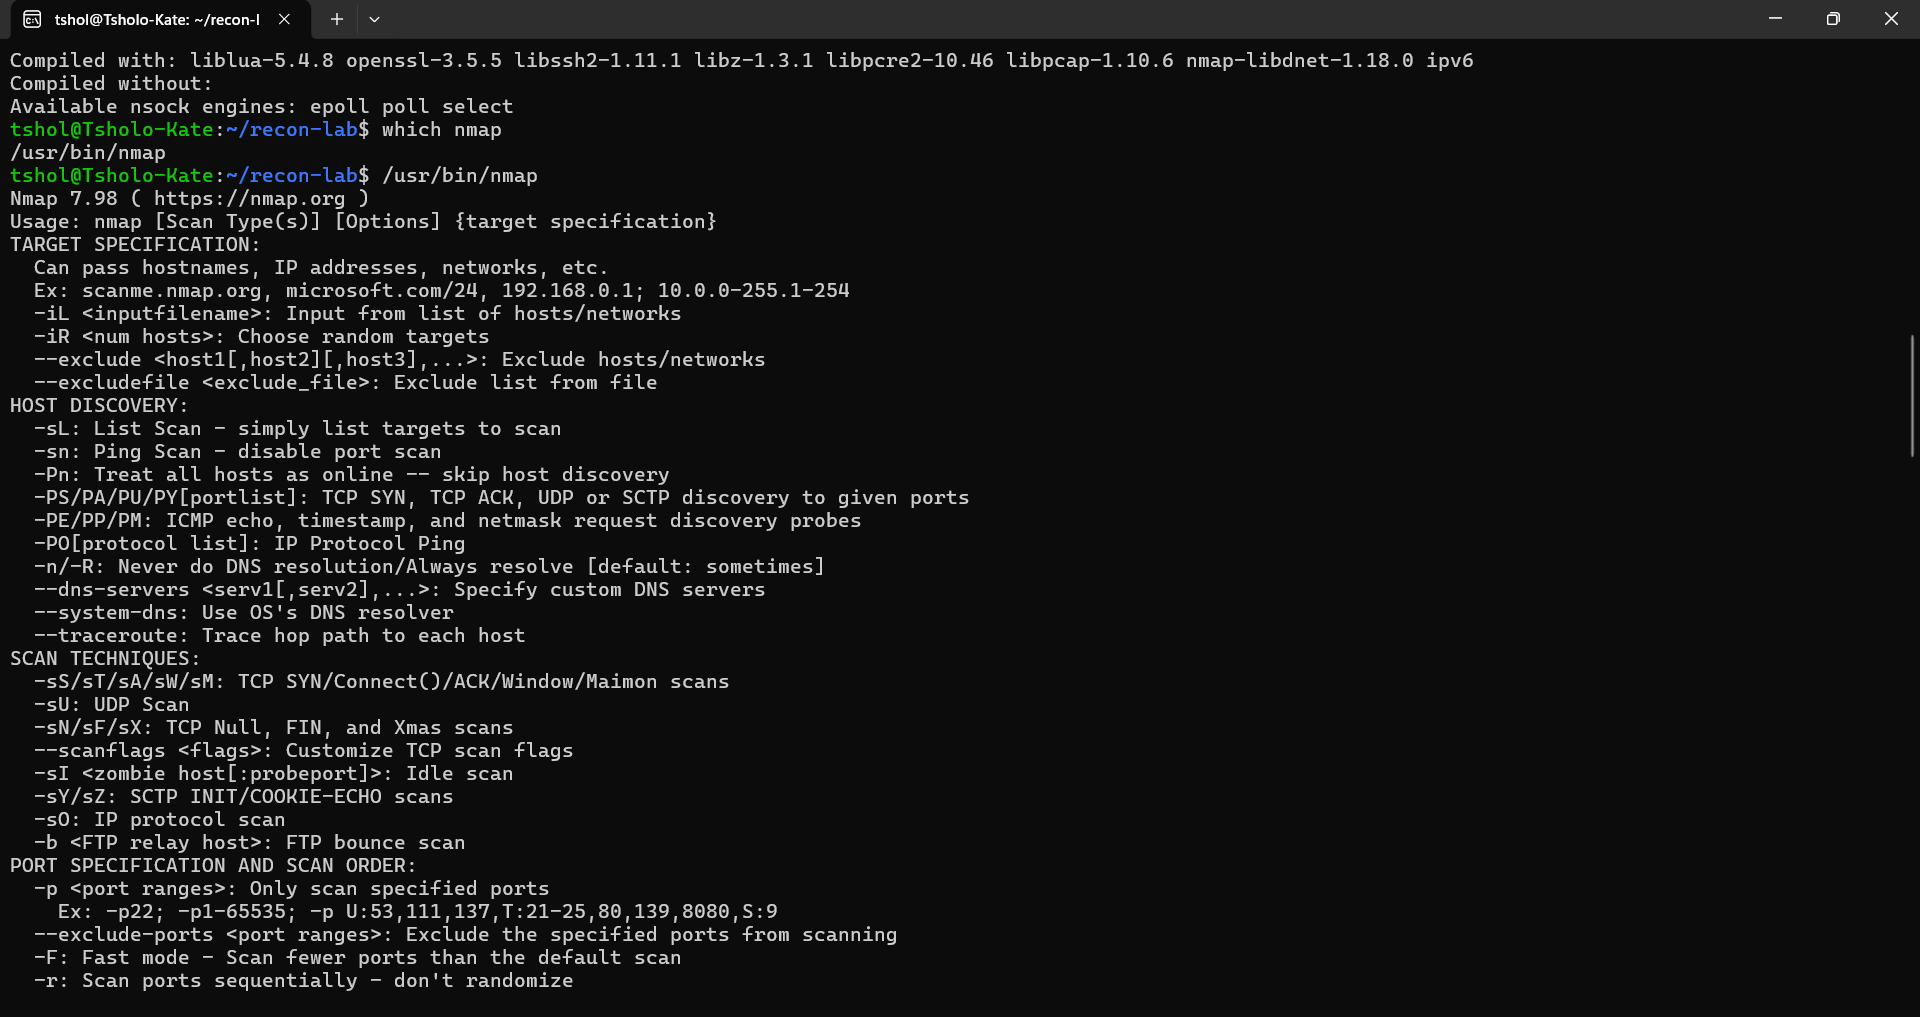 tshol@Tsholo-Kate: ~/recon-l
Compiled with: liblua-5.4.8 openssl-3.5.5 libssh2-1.11.1 libz-1.3.1 libpcre2-10.46 libpcap-1.10.6 nmap-libdnet-1.18.0 ipv6
Compiled without:
Available nsock engines: epoll poll select
tshol@Tsholo-Kate:~/recon-lab$ which nmap
/usr/bin/nmap
tshol@Tsholo-Kate:~/recon-lab$ /usr/bin/nmap
Nmap 7.98 ( https://nmap.org )
Usage: nmap [Scan Type(s)] [Options] {target specification}
TARGET SPECIFICATION:
  Can pass hostnames, IP addresses, networks, etc.
  Ex: scanme.nmap.org, microsoft.com/24, 192.168.0.1; 10.0.0-255.1-254
  -iL <inputfilename>: Input from list of hosts/networks
  -iR <num hosts>: Choose random targets
  --exclude <host1[,host2][,host3],...>: Exclude hosts/networks
  --excludefile <exclude_file>: Exclude list from file
HOST DISCOVERY:
  -sL: List Scan - simply list targets to scan
  -sn: Ping Scan - disable port scan
  -Pn: Treat all hosts as online -- skip host discovery
  -PS/PA/PU/PY[portlist]: TCP SYN, TCP ACK, UDP or SCTP discovery to given ports
  -PE/PP/PM: ICMP echo, timestamp, and netmask request discovery probes
  -PO[protocol list]: IP Protocol Ping
  -n/-R: Never do DNS resolution/Always resolve [default: sometimes]
  --dns-servers <serv1[,serv2],...>: Specify custom DNS servers
  --system-dns: Use OS's DNS resolver
  --traceroute: Trace hop path to each host
SCAN TECHNIQUES:
  -sS/sT/sA/sW/sM: TCP SYN/Connect()/ACK/Window/Maimon scans
  -sU: UDP Scan
  -sN/sF/sX: TCP Null, FIN, and Xmas scans
  --scanflags <flags>: Customize TCP scan flags
  -sI <zombie host[:probeport]>: Idle scan
  -sY/sZ: SCTP INIT/COOKIE-ECHO scans
  -sO: IP protocol scan
  -b <FTP relay host>: FTP bounce scan
PORT SPECIFICATION AND SCAN ORDER:
  -p <port ranges>: Only scan specified ports
    Ex: -p22; -p1-65535; -p U:53,111,137,T:21-25,80,139,8080,S:9
  --exclude-ports <port ranges>: Exclude the specified ports from scanning
  -F: Fast mode - Scan fewer ports than the default scan
  -r: Scan ports sequentially - don't randomize